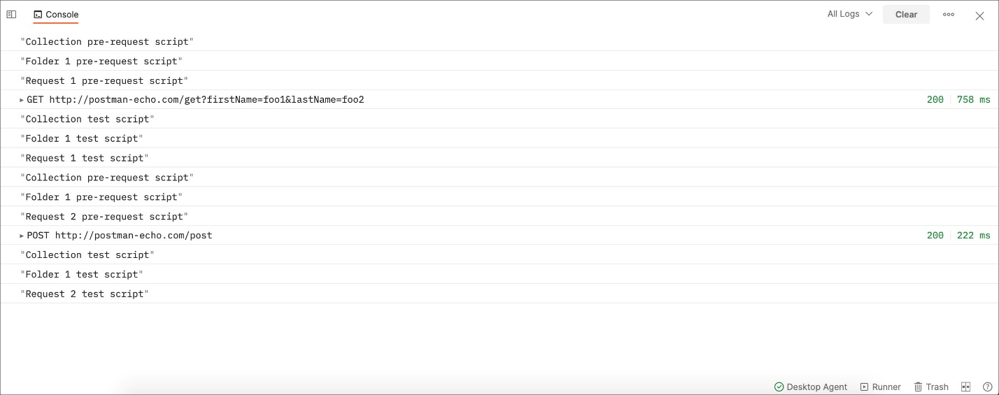 Console
All Logs Clear
"Collection pre-request script"
"Folder 1 pre-request script"
"Request 1 pre-request script"
GET http://postman-echo.com/get?firstName=foo1&lastName=foo2 200 758 ms
"Collection test script"
"Folder 1 test script"
"Request 1 test script"
"Collection pre-request script"
"Folder 1 pre-request script"
"Request 2 pre-request script"
POST http://postman-echo.com/post 200 222 ms
"Collection test script"
"Folder 1 test script"
"Request 2 test script"
Desktop Agent Runner Trash